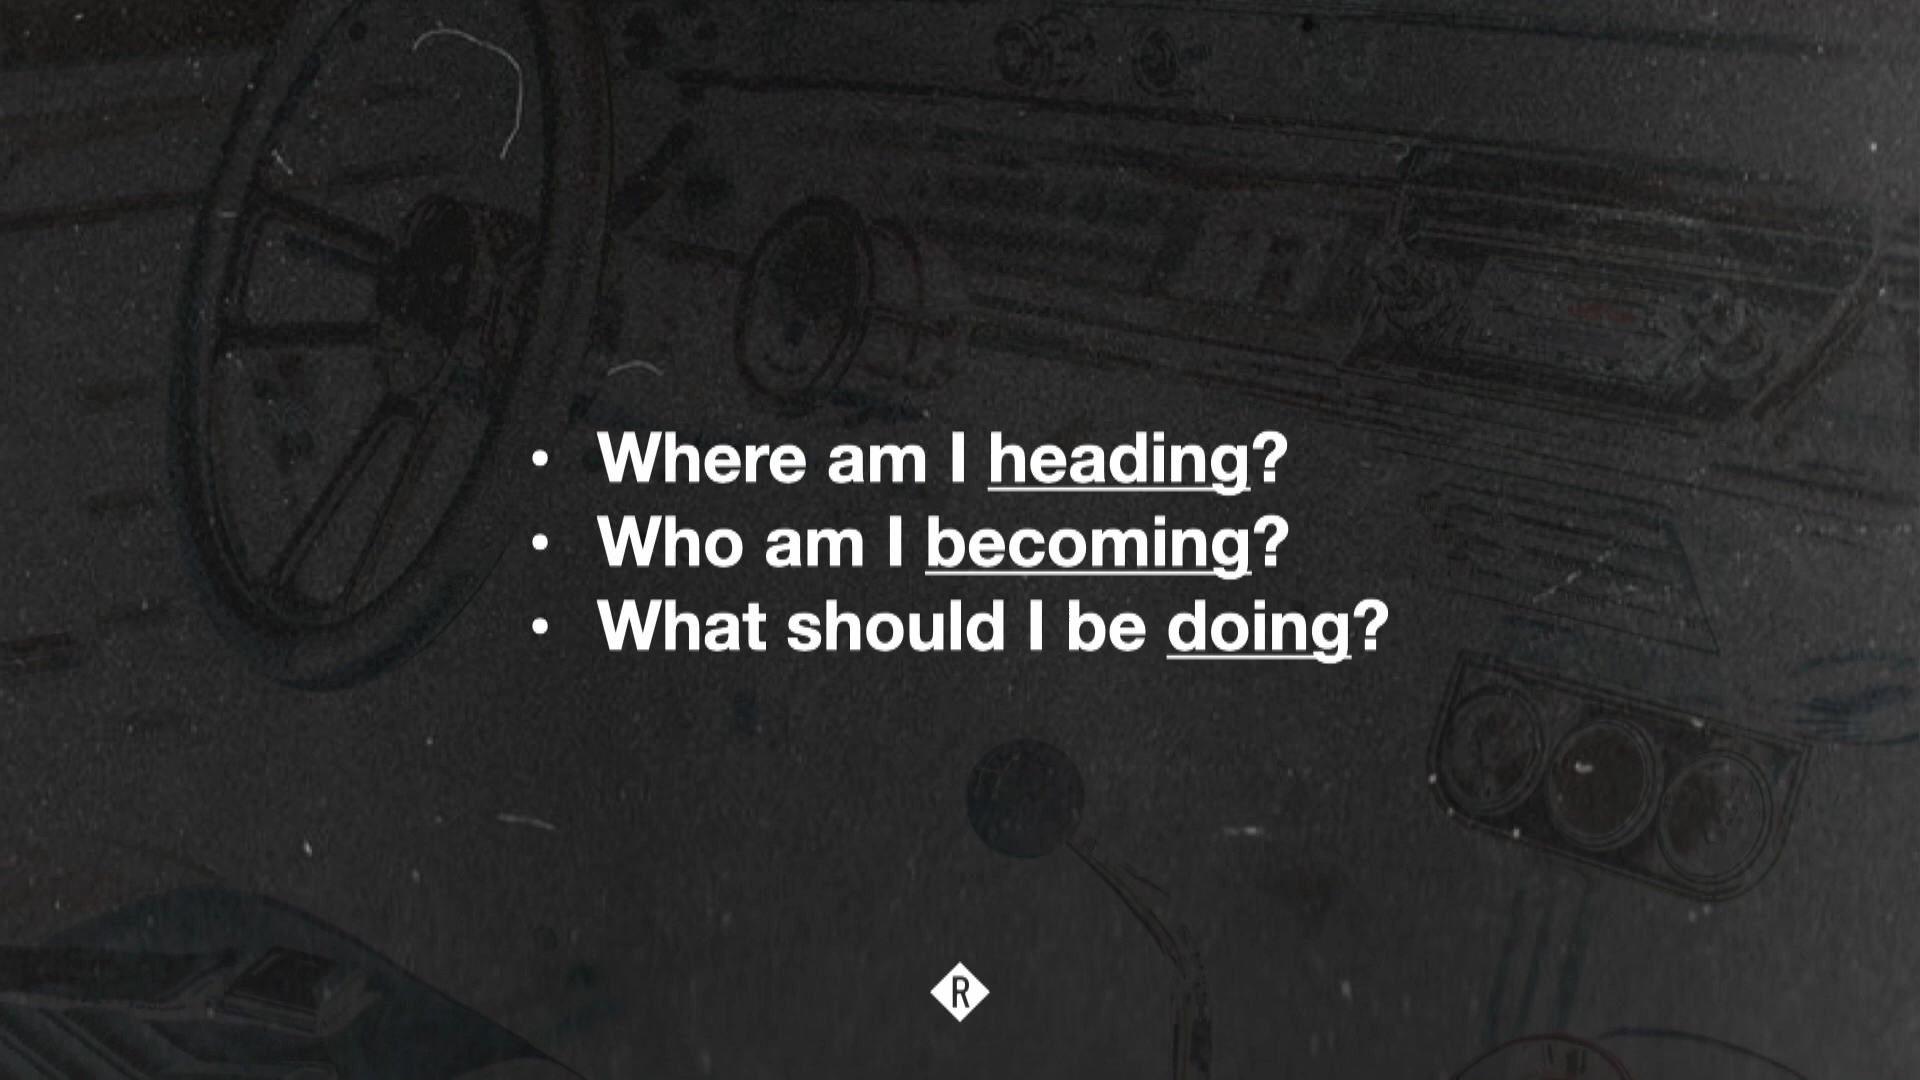 • Where am I heading?
• Who am I becoming?
• What should I be doing?
R